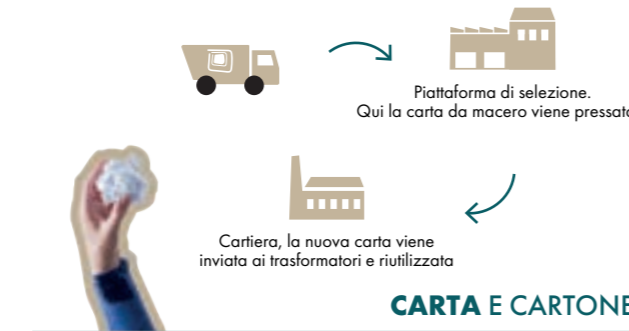 Piattaforma di selezione.
Qui la carta da macero viene pressata
Cartiera, la nuova carta viene
inviata ai trasformatori e riutilizzata
CARTA E CARTONE